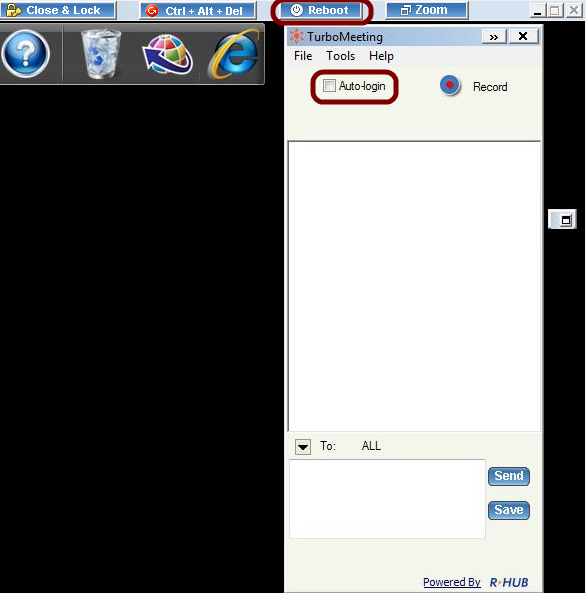 Close & Lock
Ctrl + Alt + Del
Reboot
Zoom
TurboMeeting
File Tools Help
Auto-login
Record
To: ALL
Send
Save
Powered By R·HUB